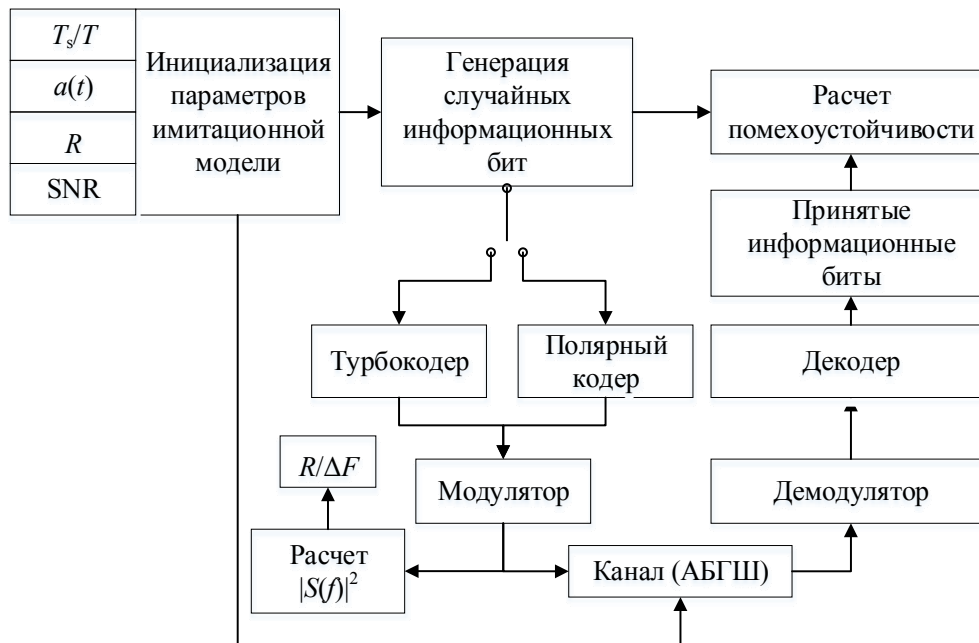 T_s/T
a(t)
R
SNR
Инициализация
параметров
имитационной
модели
Генерация
случайных
информационных
бит
Расчет
помехоустойчивости
Принятые
информационные
биты
Турбокодер
Полярный
кодер
Декодер
R/ΔF
Модулятор
Демодулятор
Расчет
|S(f)|²
Канал (АБГШ)